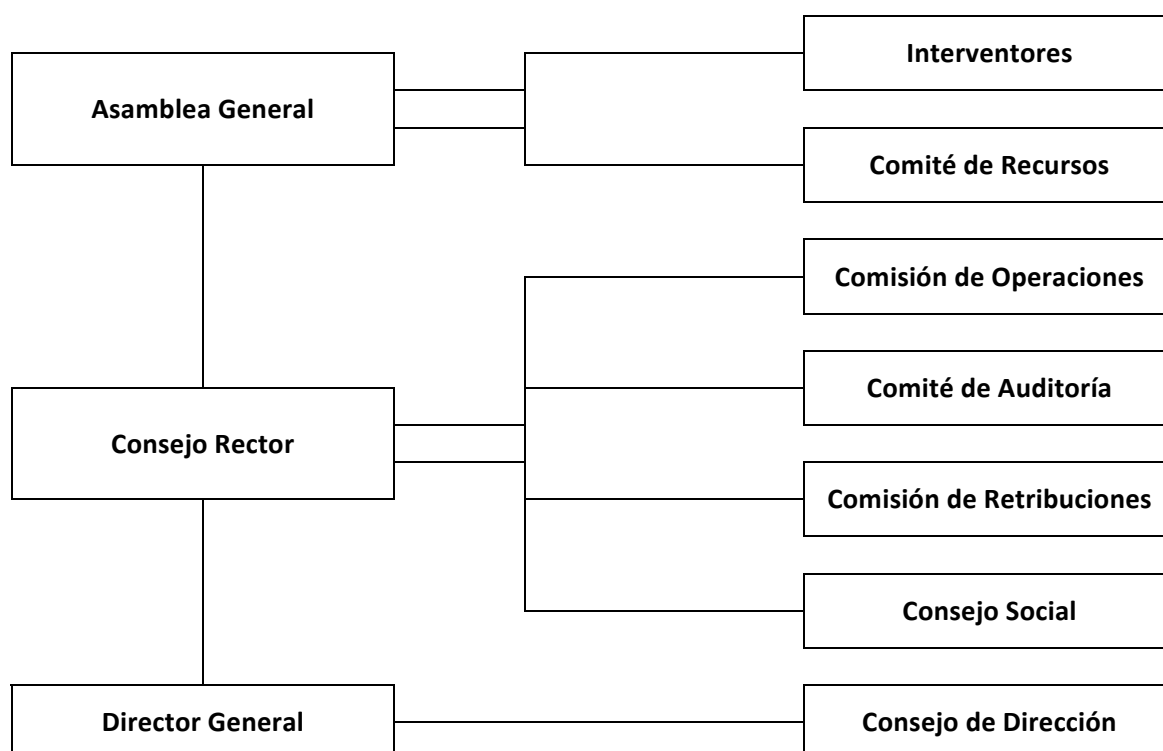 Interventores
Asamblea General
Comité de Recursos
Comisión de Operaciones
Comité de Auditoría
Consejo Rector
Comisión de Retribuciones
Consejo Social
Director General
Consejo de Dirección